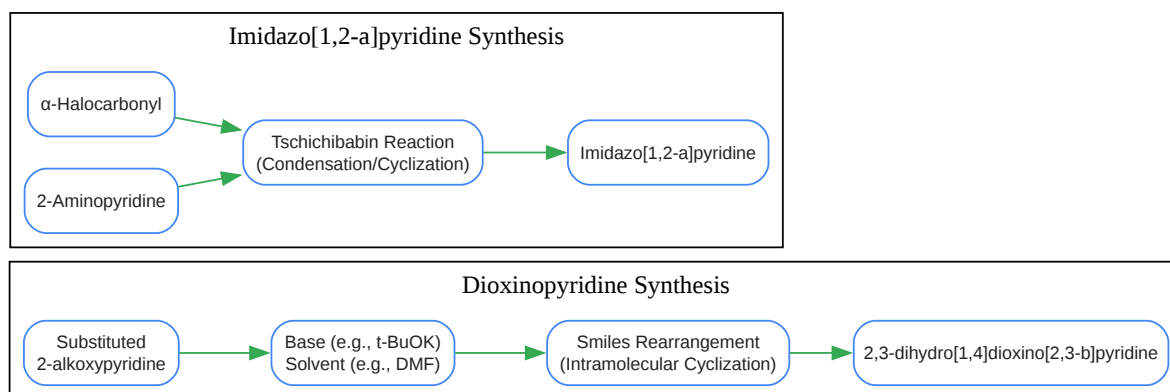 Imidazo[1,2-a]pyridine Synthesis
α-Halocarbonyl
2-Aminopyridine
Tschichibabin Reaction
(Condensation/Cyclization)
Imidazo[1,2-a]pyridine
Dioxinopyridine Synthesis
Substituted
2-alkoxypyridine
Base (e.g., t-BuOK)
Solvent (e.g., DMF)
Smiles Rearrangement
(Intramolecular Cyclization)
2,3-dihydro[1,4]dioxino[2,3-b]pyridine